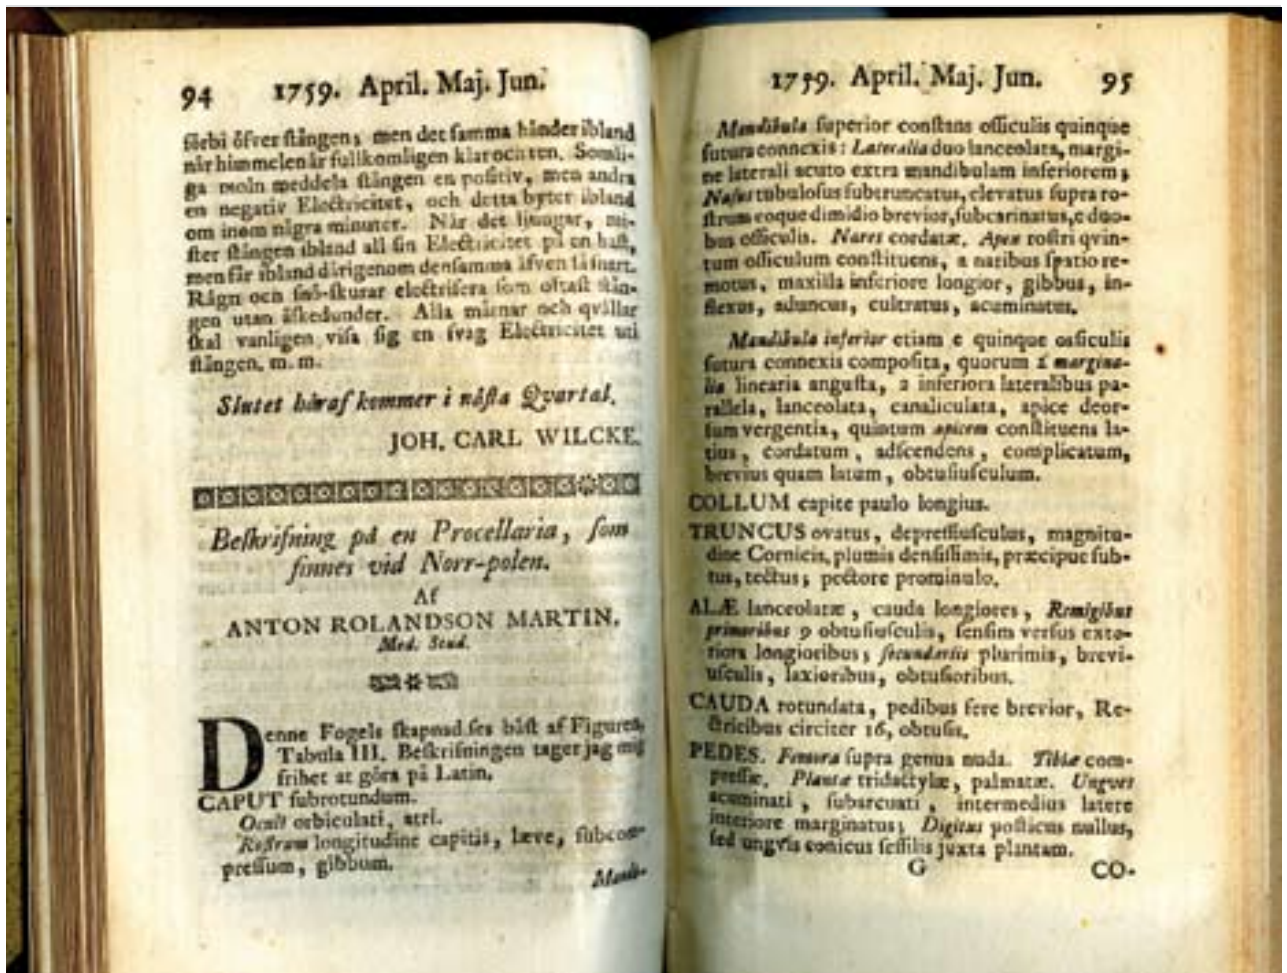 94 1759. April. Maj. Jun.
förbi öfver stången; men det samma händer ibland
når himmelen år fullkomligen klar och ren. Somli-
ga moln meddela stången en positiv, men andra
en negativ Electricitet, och detta byter ibland
om inom några minuter. Når det ljungar, mi-
ster stången ibland all sin Electricitet på en hast,
men får ibland dårigenom densamma åfven så snart.
Rågn och snö-skurar electrisera som oftast stån-
gen utan åskedunder. Alla mårnar och qvållar
skal vanligen visa sig en svag Electricitet uti
stången. m. m.
Slutet håraf kommer i nåsta Qvartal.
JOH. CARL WILCKE.
Beskrifning på en Procellaria, som
finnes vid Norr-polen.
Af
ANTON ROLANDSON MARTIN.
Med. Stud.
Denne Fogels skapnad ses båst af Figuren,
Tabula III. Beskrifningen tager jag mig
frihet at göra på Latin.
CAPUT subrotundum.
Oculi orbiculati, atri.
Rostrum longitudine capitis, læve, subcom-
pressum, gibbum.
Mandi-
1759. April. Maj. Jun. 95
Mandibula superior constans officulis quinque
sutura connexis: Lateralia duo lanceolata, margi-
ne laterali acuto extra mandibulam inferiorem;
Nasus tubulosus subtruncatus, elevatus supra ro-
strum eoque dimidio brevior, subcarinatus, e duo-
bus officulis. Nares cordatæ. Apex rostri qvin-
tum officulum constituens, a naribus spatio re-
motus, maxilla inferiore longior, gibbus, in-
flexus, aduncus, cultratus, acuminatus.
Mandibula inferior etiam e quinque ossiculis
sutura connexis composita, quorum 2 margina-
lia linearia angusta, 2 inferiora lateralibus pa-
rallela, lanceolata, canaliculata, apice deor-
sum vergentia, quintum apicem constituens la-
tius, cordatum, adscendens, complicatum,
brevius quam latum, obtusiusculum.
COLLUM capite paulo longius.
TRUNCUS ovatus, depressiusculus, magnitu-
dine Cornicis, plumis densissimis, præcipue sub-
tus, tectus; pectore prominulo.
ALÆ lanceolatæ, cauda longiores, Remigibus
primoribus 9 obtusiusculis, sensim versus exte-
riora longioribus; secundariis plurimis, brevi-
usculis, laxioribus, obtusioribus.
CAUDA rotundata, pedibus fere brevior, Re-
ctricibus circiter 16, obtusis.
PEDES. Femora supra genua nuda. Tibiæ com-
pressæ. Plantæ tridactylæ, palmatæ. Ungves
acuminati, subarcuati, intermedius latere
interiore marginatus; Digitus posticus nullus,
sed ungvis conicus sessilis juxta plantam.
G CO-